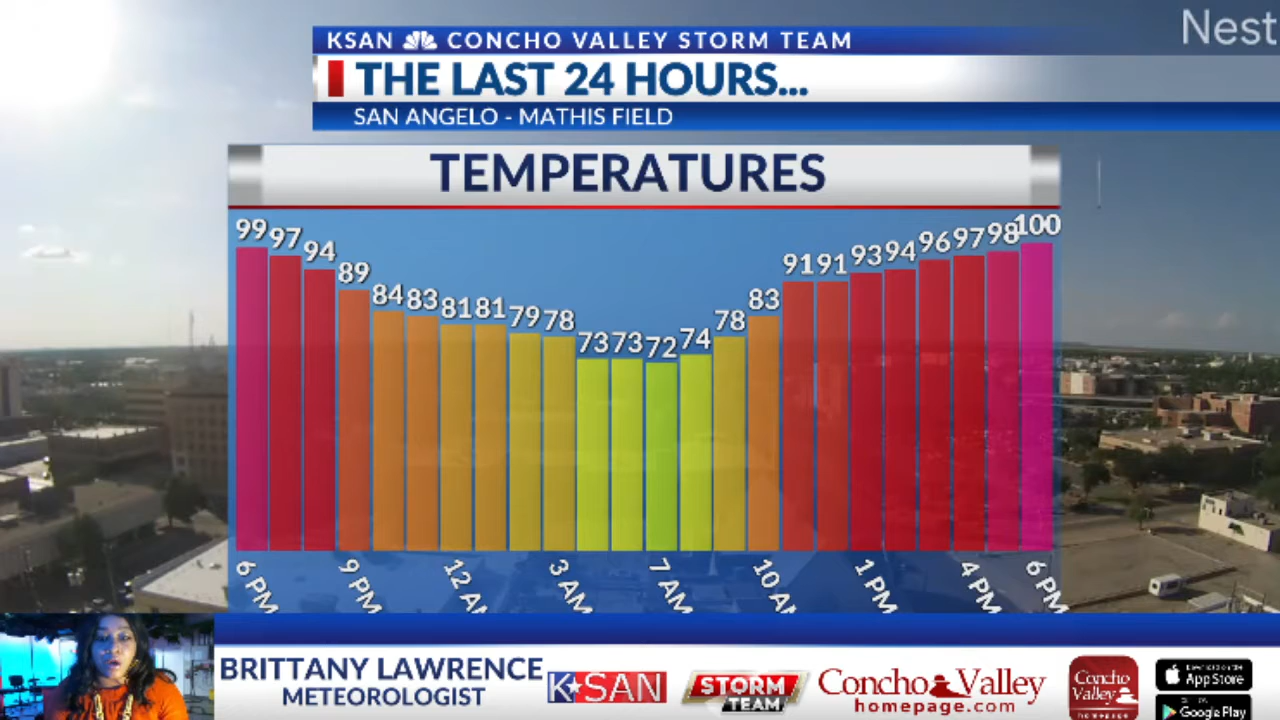 Nest
KSAN CONCHO VALLEY STORM TEAM
THE LAST 24 HOURS...
SAN ANGELO - MATHIS FIELD
TEMPERATURES
99 97 94 89 84 83 81 81 79 78 73 73 72 74 78 83 91 91 93 94 96 97 98 100
6 PM 9 PM 12 AM 3 AM 7 AM 10 AM 1 PM 4 PM 6 PM
BRITTANY LAWRENCE
METEOROLOGIST
KSAN
STORM
TEAM
Concho Valley
homepage.com
Concho
Valley
homepage
App Store
Google Play